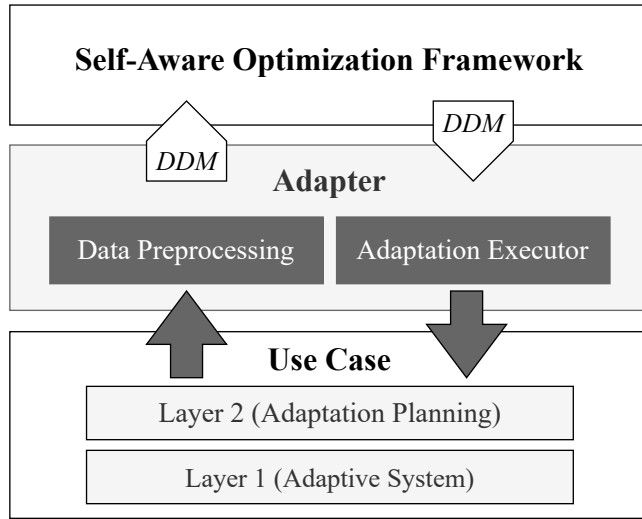 Self-Aware Optimization Framework
DDM
DDM
Adapter
Data Preprocessing
Adaptation Executor
Use Case
Layer 2 (Adaptation Planning)
Layer 1 (Adaptive System)